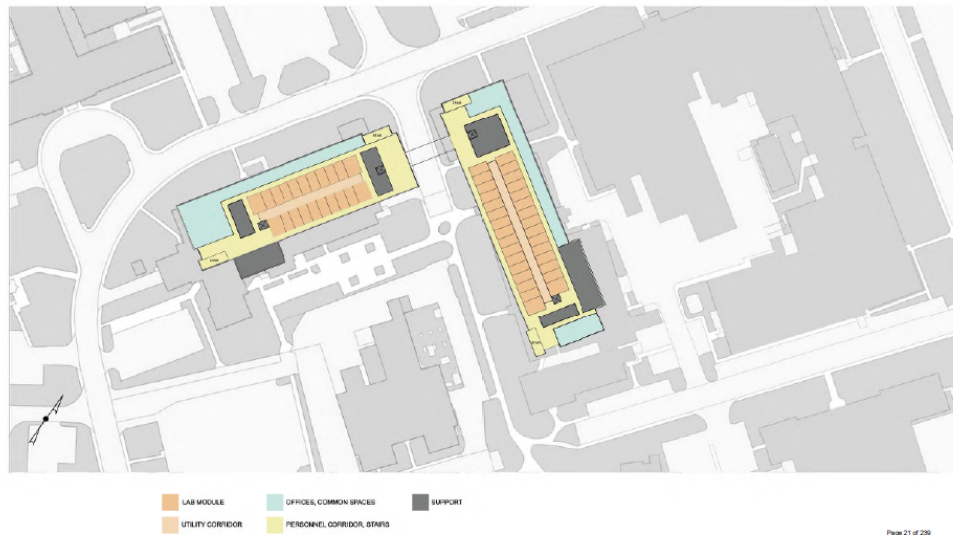 LAB MODULE
OFFICES, COMMON SPACES
SUPPORT
UTILITY CORRIDOR
PERSONNEL CORRIDOR, STAIRS
Page 21 of 239